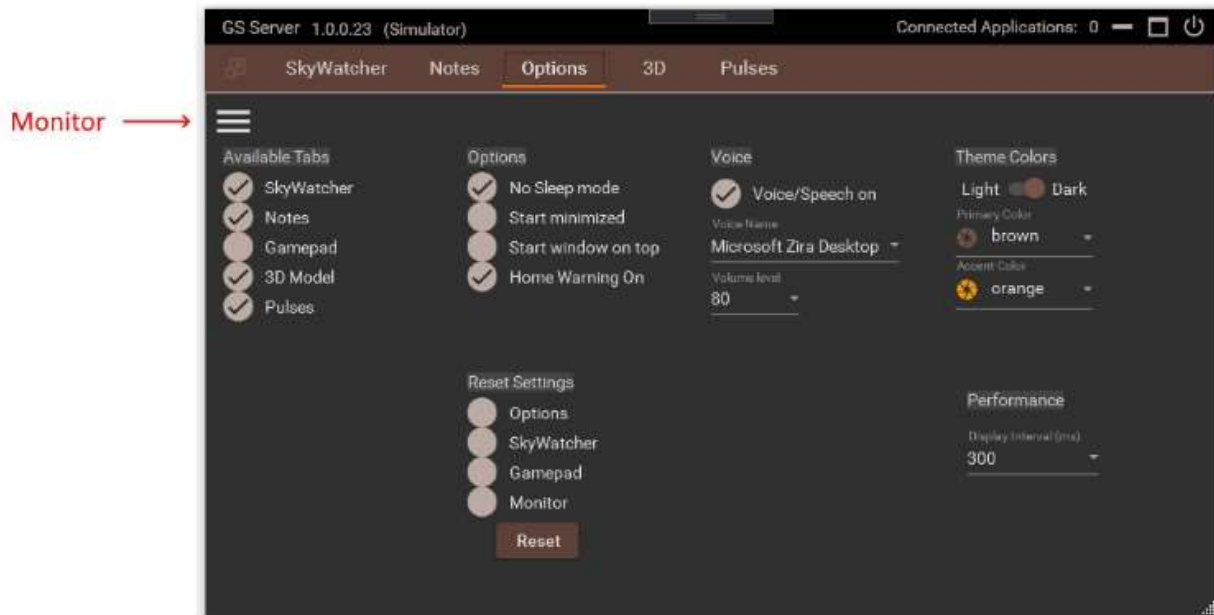 GS Server 1.0.0.23 (Simulator) Connected Applications: 0
SkyWatcher Notes Options 3D Pulses
Monitor
Available Tabs
SkyWatcher
Notes
Gamepad
3D Model
Pulses
Options
No Sleep mode
Start minimized
Start window on top
Home Warning On
Voice
Voice/Speech on
Voice Name
Microsoft Zira Desktop
Volume level
80
Theme Colors
Light Dark
Primary Color
brown
Accent Color
orange
Reset Settings
Options
SkyWatcher
Gamepad
Monitor
Reset
Performance
Display Interval (ms)
300